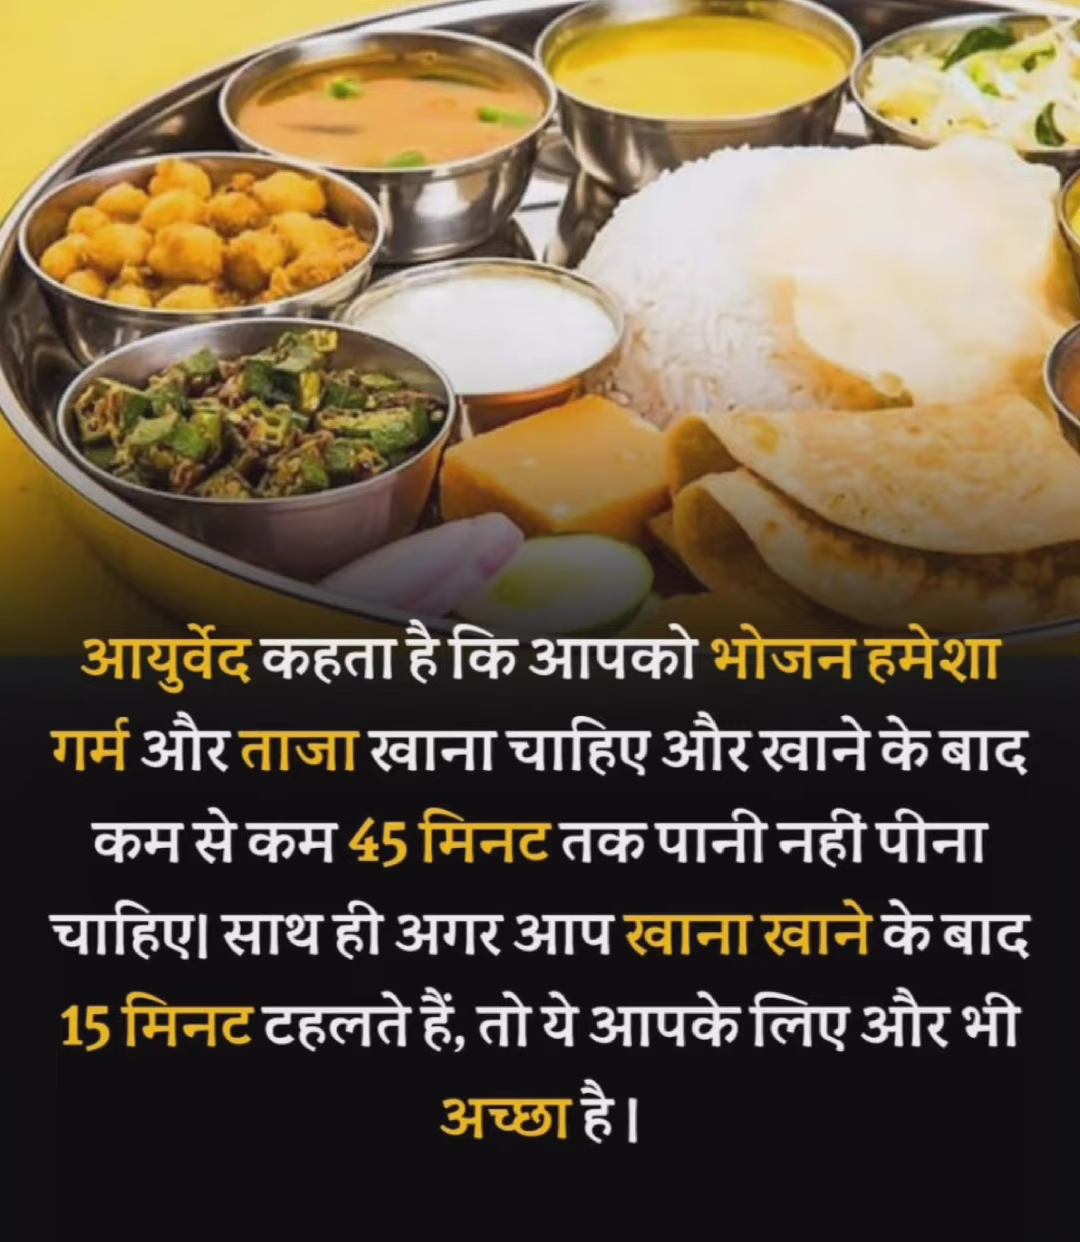 आयुर्वेद कहता है कि आपको भोजन हमेशा
गर्म और ताजा खाना चाहिए और खाने के बाद
कम से कम 45 मिनट तक पानी नहीं पीना
चाहिए| साथ ही अगर आप खाना खाने के बाद
15 मिनट टहलते हैं, तो ये आपके लिए और भी
अच्छा है |